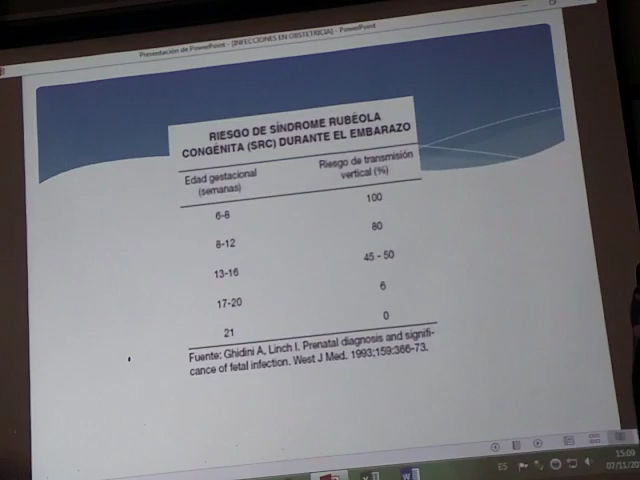 Presentación de PowerPoint - [INFECCIONES EN OBSTETRICIA] - PowerPoint
RIESGO DE SÍNDROME RUBÉOLA
CONGÉNITA (SRC) DURANTE EL EMBARAZO
Edad gestacional
(semanas)
Riesgo de transmisión
vertical (%)
6-8 100
8-12 80
13-16 45 - 50
17-20 6
21 0
Fuente: Ghidini A, Linch I. Prenatal diagnosis and signifi-
cance of fetal infection. West J Med. 1993;159:366-73.
ES
15:09
07/11/20